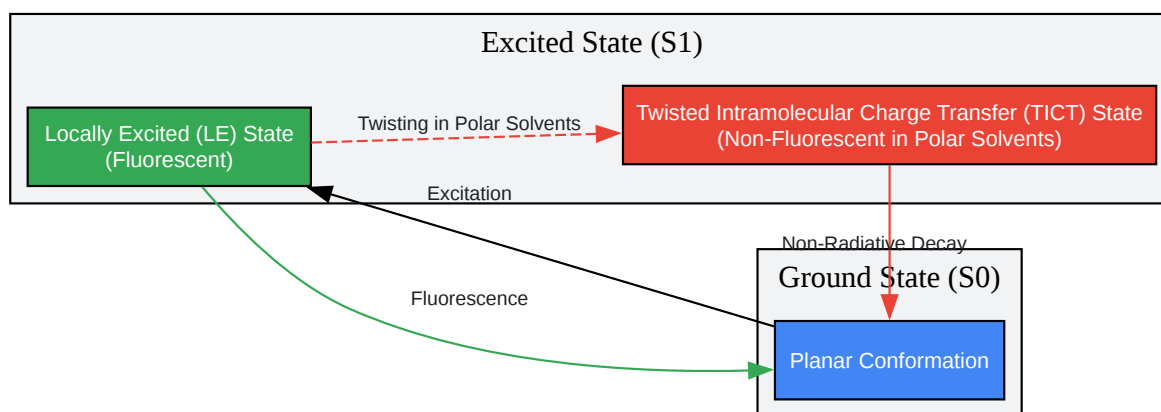 Excited State (S1)
Locally Excited (LE) State
(Fluorescent)
Twisting in Polar Solvents
Twisted Intramolecular Charge Transfer (TICT) State
(Non-Fluorescent in Polar Solvents)
Excitation
Non-Radiative Decay
Ground State (S0)
Fluorescence
Planar Conformation